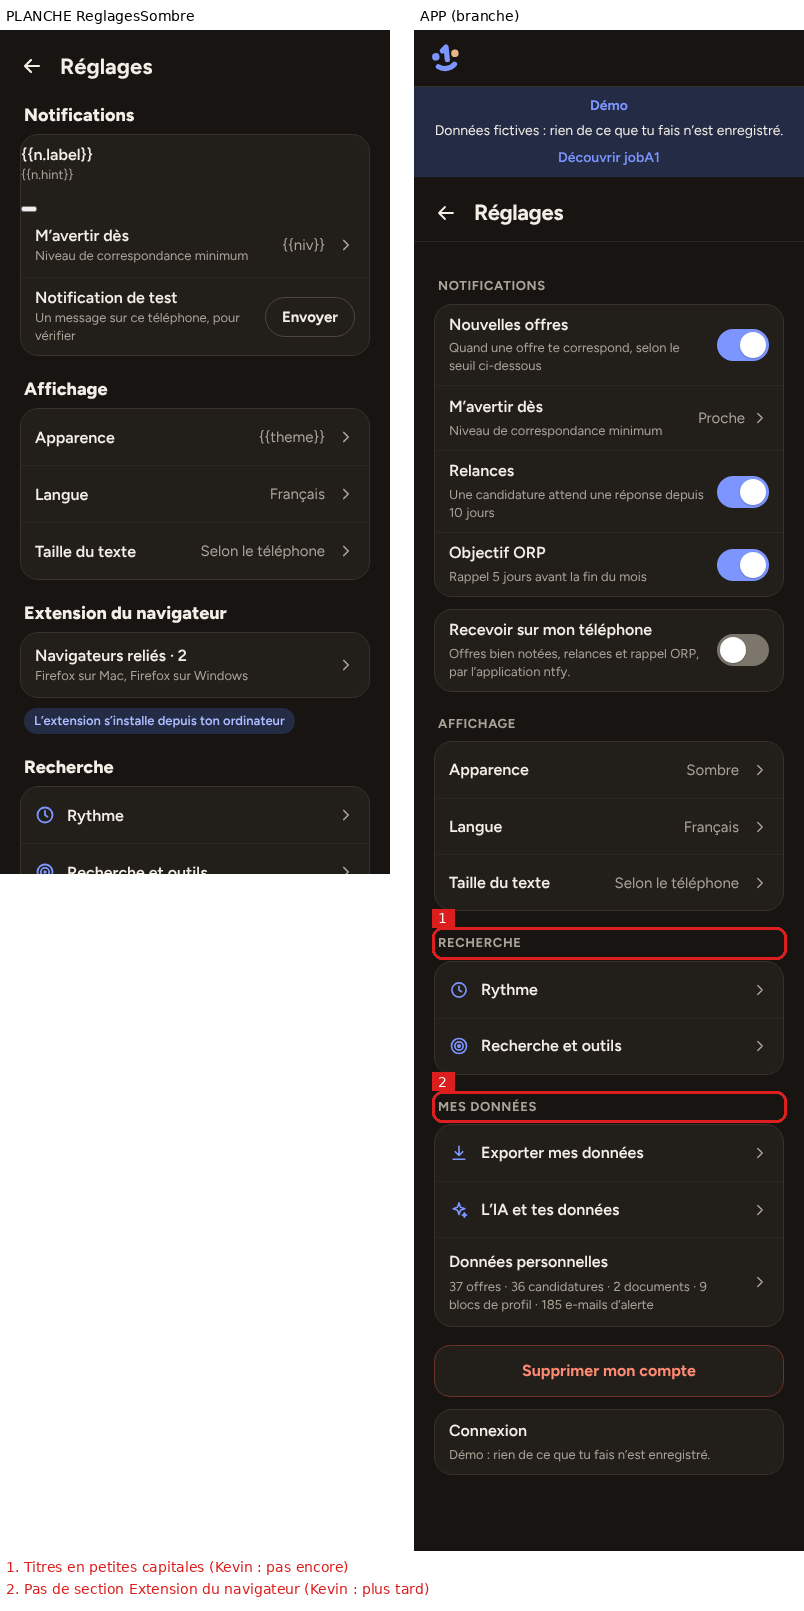 PLANCHE ReglagesSombre
Réglages
Notifications
{{n.label}}
{{n.hint}}
M’avertir dès
Niveau de correspondance minimum
{{niv}}
Notification de test
Un message sur ce téléphone, pour
vérifier
Envoyer
Affichage
Apparence
{{theme}}
Langue
Français
Taille du texte
Selon le téléphone
Extension du navigateur
Navigateurs reliés · 2
Firefox sur Mac, Firefox sur Windows
L’extension s’installe depuis ton ordinateur
Recherche
Rythme
Recherche et outils
APP (branche)
Démo
Données fictives : rien de ce que tu fais n’est enregistré.
Découvrir jobA1
Réglages
NOTIFICATIONS
Nouvelles offres
Quand une offre te correspond, selon le
seuil ci-dessous
M’avertir dès
Niveau de correspondance minimum
Proche
Relances
Une candidature attend une réponse depuis
10 jours
Objectif ORP
Rappel 5 jours avant la fin du mois
Recevoir sur mon téléphone
Offres bien notées, relances et rappel ORP,
par l’application ntfy.
AFFICHAGE
Apparence
Sombre
Langue
Français
Taille du texte
Selon le téléphone
1
RECHERCHE
Rythme
Recherche et outils
2
MES DONNÉES
Exporter mes données
L’IA et tes données
Données personnelles
37 offres · 36 candidatures · 2 documents · 9
blocs de profil · 185 e-mails d’alerte
Supprimer mon compte
Connexion
Démo : rien de ce que tu fais n’est enregistré.
1. Titres en petites capitales (Kevin : pas encore)
2. Pas de section Extension du navigateur (Kevin : plus tard)